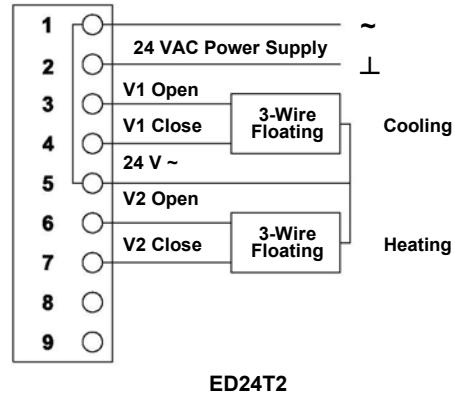 1 ~
24 VAC Power Supply
2 ⊥
V1 Open
3
3-Wire
Floating
V1 Close
Cooling
4
24 V ~
5
V2 Open
6
3-Wire
Floating
V2 Close
Heating
7
8
9
ED24T2